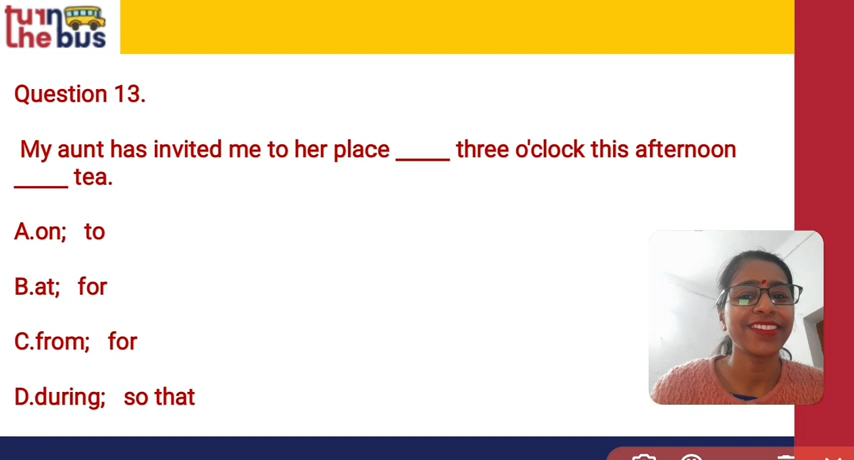 turn
the bus
Question 13.
My aunt has invited me to her place _____ three o'clock this afternoon
_____ tea.
A.on; to
B.at; for
C.from; for
D.during; so that